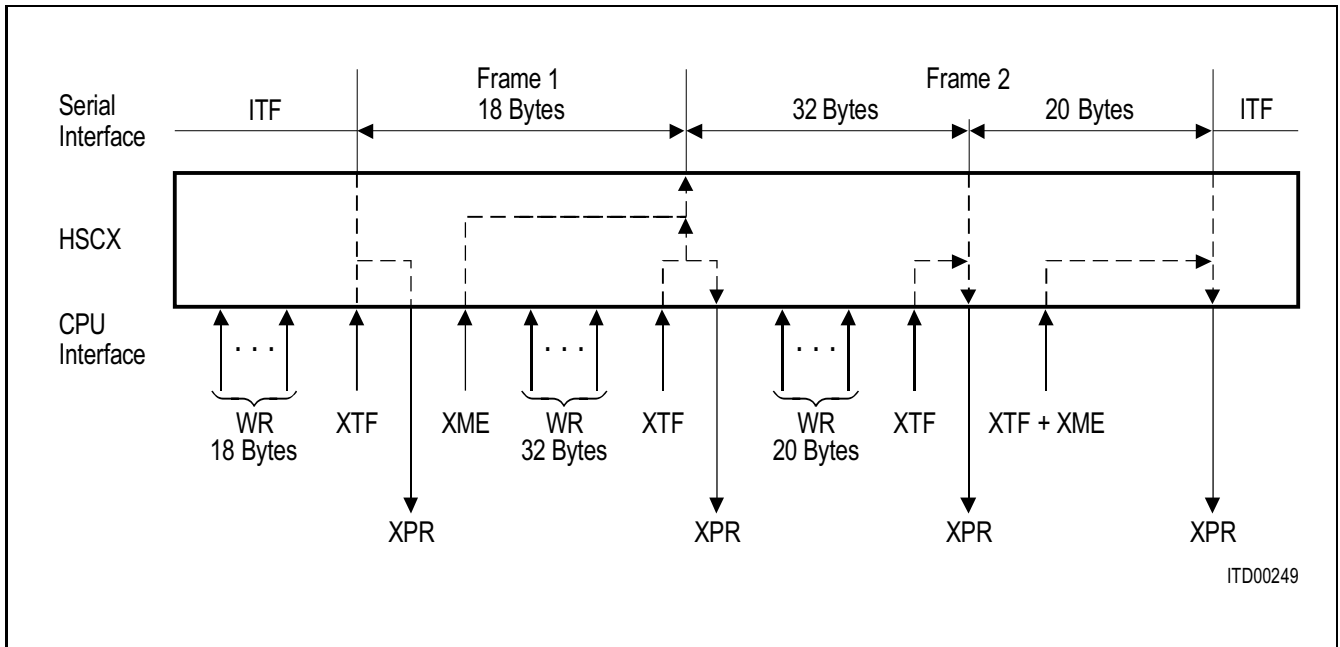 Frame 1
Frame 2
Serial
Interface
ITF
18 Bytes
32 Bytes
20 Bytes
ITF
HSCX
CPU
Interface
. . .
. . .
. . .
WR
18 Bytes
XTF
XME
WR
32 Bytes
XTF
WR
20 Bytes
XTF
XTF + XME
XPR
XPR
XPR
XPR
ITD00249